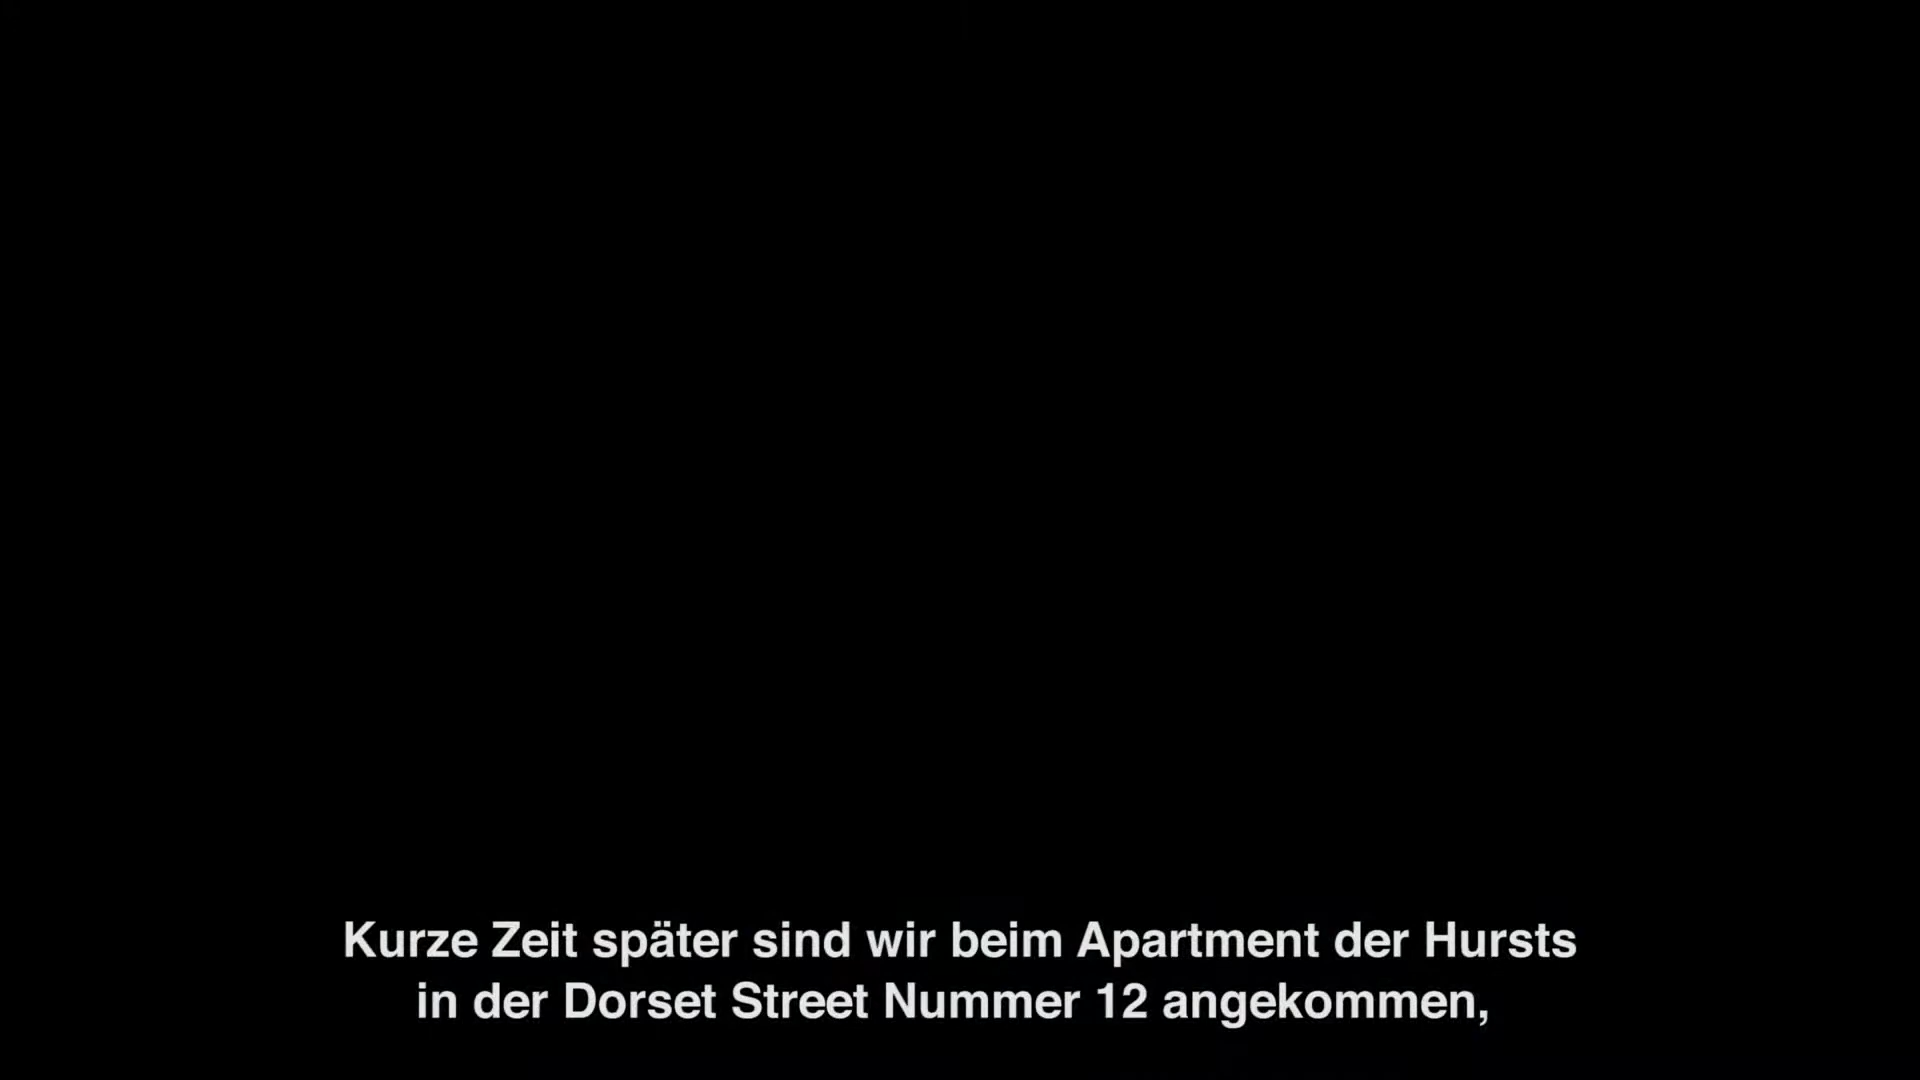 Kurze Zeit später sind wir beim Apartment der Hursts
in der Dorset Street Nummer 12 angekommen,